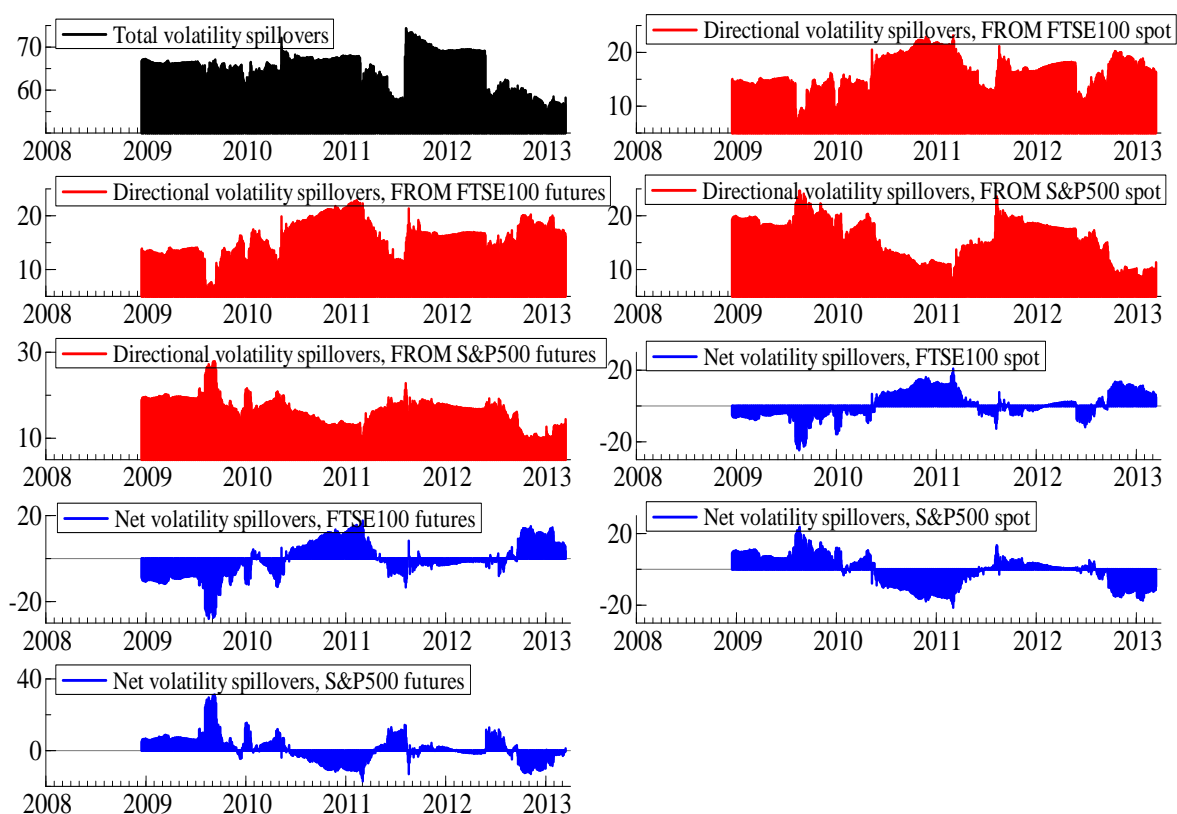 Total volatility spillovers
70
60
2008 2009 2010 2011 2012 2013
Directional volatility spillovers, FROM FTSE100 spot
20
10
2008 2009 2010 2011 2012 2013
Directional volatility spillovers, FROM FTSE100 futures
20
10
2008 2009 2010 2011 2012 2013
Directional volatility spillovers, FROM S&P500 spot
20
10
2008 2009 2010 2011 2012 2013
Directional volatility spillovers, FROM S&P500 futures
30
10
2008 2009 2010 2011 2012 2013
Net volatility spillovers, FTSE100 spot
20
-20
2008 2009 2010 2011 2012 2013
Net volatility spillovers, FTSE100 futures
20
-20
2008 2009 2010 2011 2012 2013
Net volatility spillovers, S&P500 spot
20
-20
2008 2009 2010 2011 2012 2013
Net volatility spillovers, S&P500 futures
40
0
2008 2009 2010 2011 2012 2013